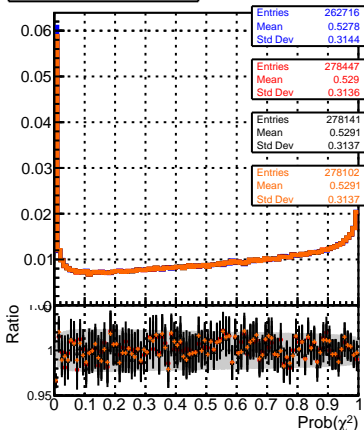 Entries 262716
Mean 0.5278
Std Dev 0.3144
Entries 278447
Mean 0.529
Std Dev 0.3136
Entries 278141
Mean 0.5291
Std Dev 0.3137
Entries 278102
Mean 0.5291
Std Dev 0.3137
0.06
0.05
0.04
0.03
0.02
0.01
0
Ratio
1
0.95
0 0.1 0.2 0.3 0.4 0.5 0.6 0.7 0.8 0.9 1
Prob(χ²)